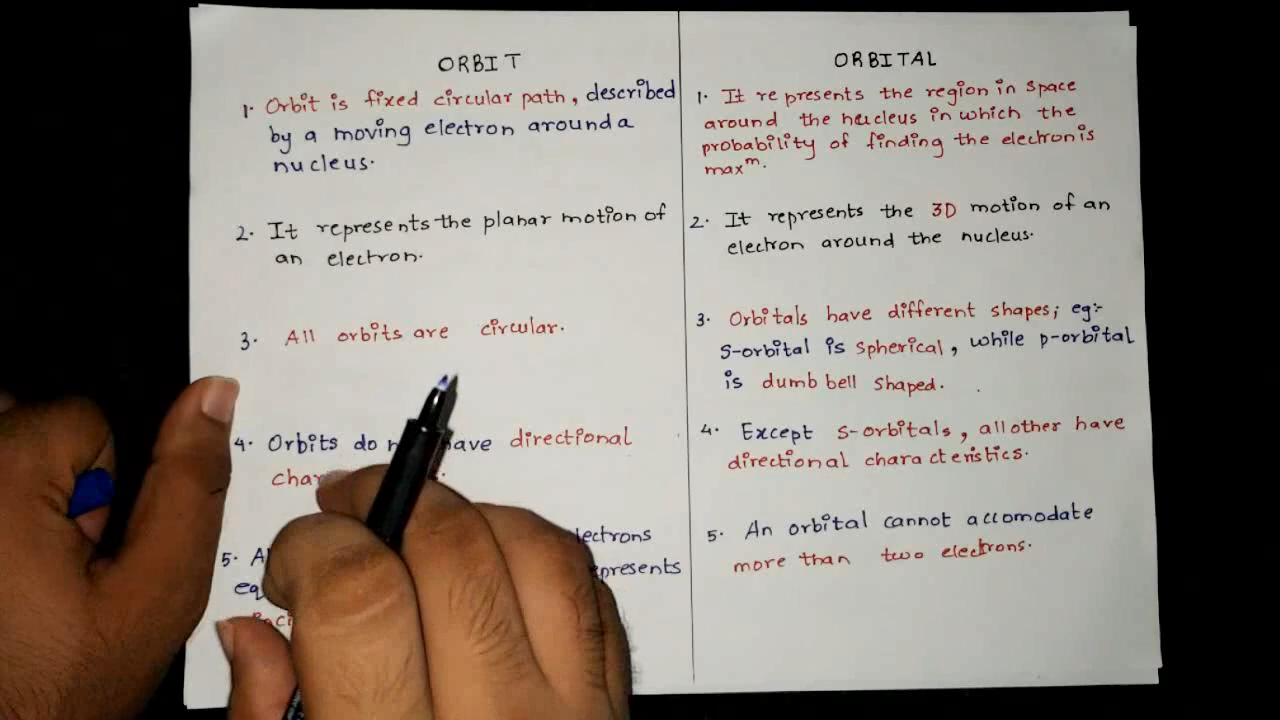 ORBIT
1. Orbit is fixed circular path, described
by a moving electron around a
nucleus.
2. It represents the planar motion of
an electron.
3. All orbits are circular.
4. Orbits do have directional
5.
ORBITAL
1. It represents the region in space
around the nucleus in which the
probability of finding the electron is
maxᵐ.
2. It represents the 3D motion of an
electron around the nucleus.
3. Orbitals have different shapes; eg:-
S-orbital is spherical, while p-orbital
is dumb bell shaped.
4. Except s-orbitals, all other have
directional characteristics.
5. An orbital cannot accomodate
more than two electrons.